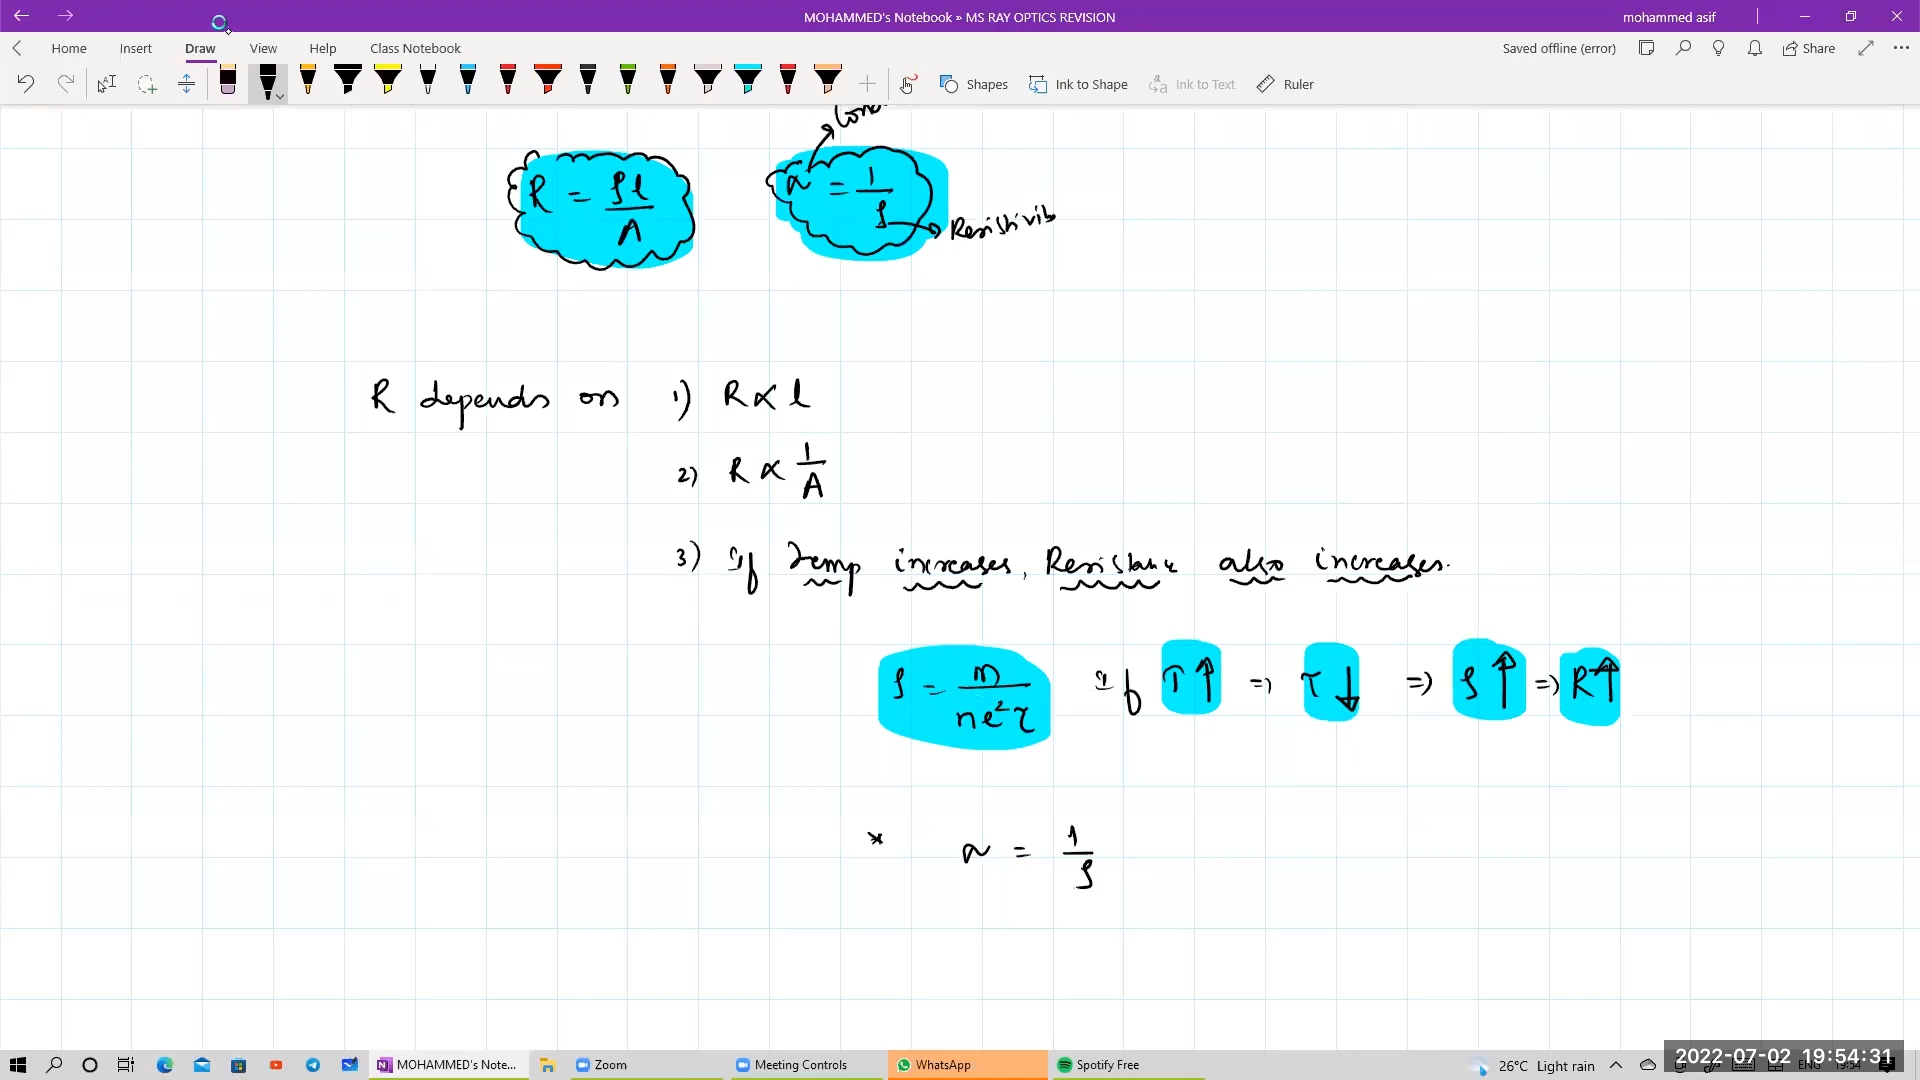 MOHAMMED's Notebook » MS RAY OPTICS REVISION
mohammed asif
Home Insert Draw View Help Class Notebook
Saved offline (error) Share
Shapes Ink to Shape Ink to Text Ruler
R = ρl/A
σ = 1/ρ
R depends on 1) R ∝ l
2) R ∝ 1/A
3) If Temp increases, Resistance also increases.
ρ = m/ne²τ If T↑ => τ↓ => ρ↑ => R↑
* σ = 1/ρ
MOHAMMED's Note... Zoom Meeting Controls WhatsApp Spotify Free 26°C Light rain
2022-07-02 19:54:31